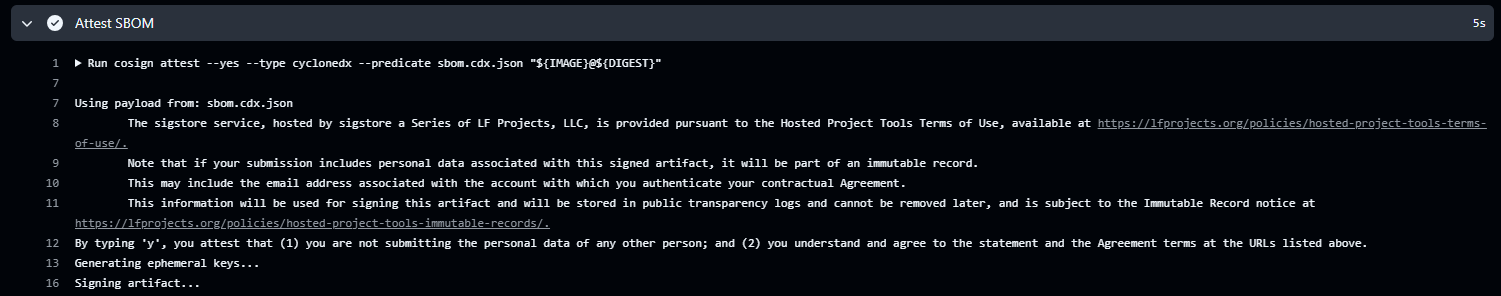 Attest SBOM
5s
1 Run cosign attest --yes --type cyclonedx --predicate sbom.cdx.json "${IMAGE}@${DIGEST}"
7
7 Using payload from: sbom.cdx.json
8 The sigstore service, hosted by sigstore a Series of LF Projects, LLC, is provided pursuant to the Hosted Project Tools Terms of Use, available at https://lfprojects.org/policies/hosted-project-tools-terms-
of-use/.
9 Note that if your submission includes personal data associated with this signed artifact, it will be part of an immutable record.
10 This may include the email address associated with the account with which you authenticate your contractual Agreement.
11 This information will be used for signing this artifact and will be stored in public transparency logs and cannot be removed later, and is subject to the Immutable Record notice at
https://lfprojects.org/policies/hosted-project-tools-immutable-records/.
12 By typing 'y', you attest that (1) you are not submitting the personal data of any other person; and (2) you understand and agree to the statement and the Agreement terms at the URLs listed above.
13 Generating ephemeral keys...
16 Signing artifact...